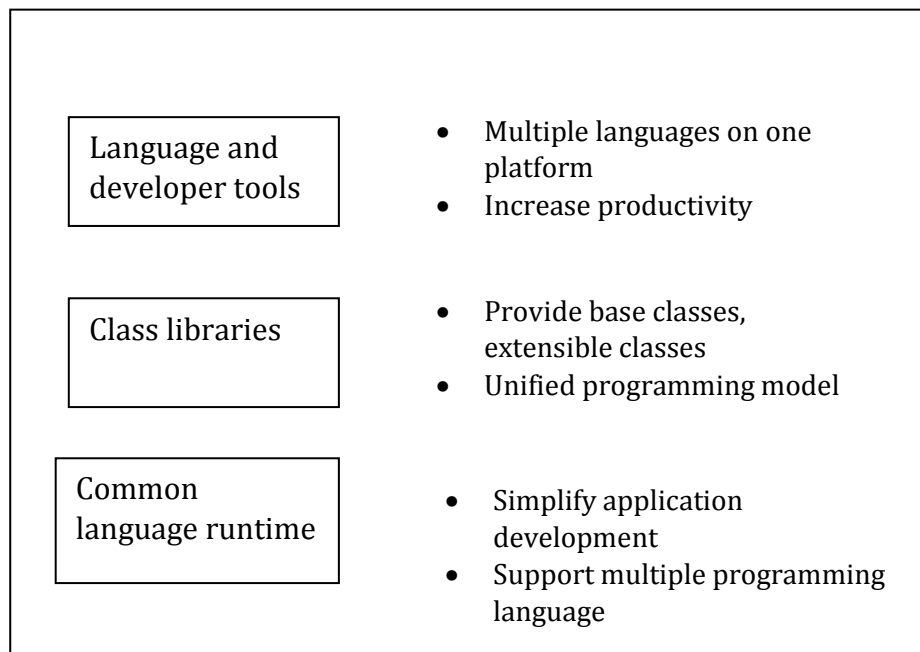 Language and
developer tools
• Multiple languages on one
platform
• Increase productivity
Class libraries
• Provide base classes,
extensible classes
• Unified programming model
Common
language runtime
• Simplify application
development
• Support multiple programming
language